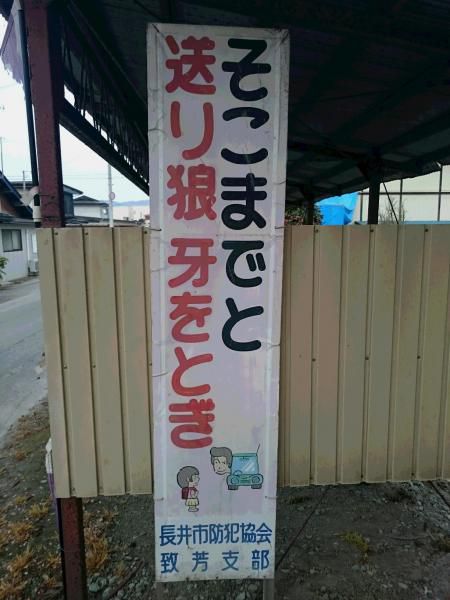 そこまでと
送り狼 牙をとぎ
長井市防犯協会
致芳支部